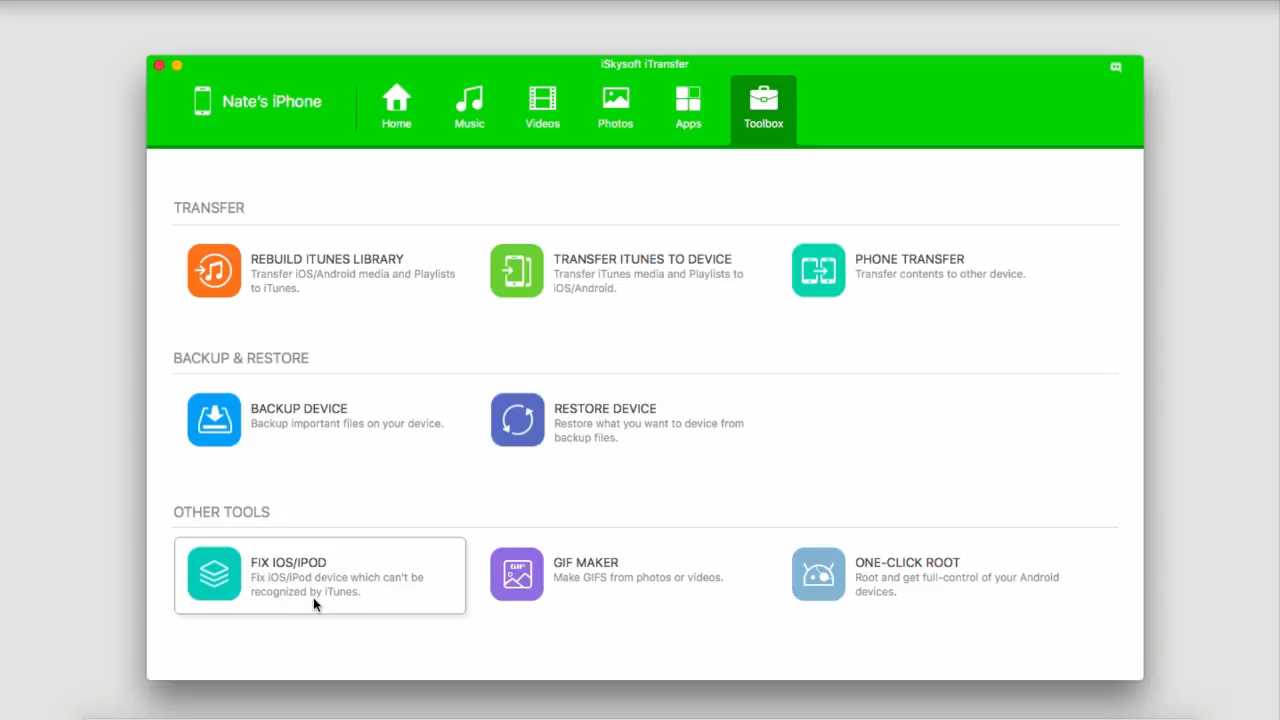 iSkysoft iTransfer
Nate's iPhone
Home
Music
Videos
Photos
Apps
Toolbox
TRANSFER
REBUILD ITUNES LIBRARY
Transfer iOS/Android media and Playlists
to iTunes.
TRANSFER ITUNES TO DEVICE
Transfer iTunes media and Playlists to
iOS/Android.
PHONE TRANSFER
Transfer contents to other device.
BACKUP & RESTORE
BACKUP DEVICE
Backup important files on your device.
RESTORE DEVICE
Restore what you want to device from
backup files.
OTHER TOOLS
FIX IOS/IPOD
Fix iOS/iPod device which can't be
recognized by iTunes.
GIF
GIF MAKER
Make GIFS from photos or videos.
ONE-CLICK ROOT
Root and get full-control of your Android
devices.